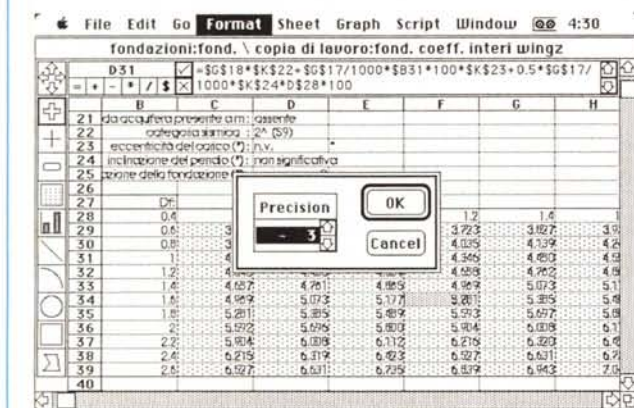 File Edit Go Format Sheet Graph Script Window 4:30
fondazioni:fond. \ copia di lavoro:fond. coeff. interi wingz
D31 =$G$18*$K$22+$G$17/1000*$B31*100*$K$23+0.5*$G$17/
= + - * / $ 1000*$K$24*D$28*100
B C D E F G H
21 da acquifera presente a m: assente
22 categoria sismica : 2^ (S9)
23 eccentricità del carico (*): n.v.
24 inclinazione del pendio (*): non significativa
25 azione della fondazione
26
27 Df:
28 0.4 1.2 1.4
29 0.6 3.723 3.827
30 0.8 4.035 4.139
31 1 4.346 4.450
32 1.2 4.658 4.762
33 1.4 4.657 4.761 4.865 4.969 5.073
34 1.6 4.969 5.073 5.177 5.281 5.385
35 1.8 5.281 5.385 5.489 5.593 5.697
36 2 5.592 5.696 5.800 5.904 6.008
37 2.2 5.904 6.008 6.112 6.216 6.320
38 2.4 6.215 6.319 6.423 6.527 6.631
39 2.6 6.527 6.631 6.735 6.839 6.943
40
Precision
- 3
OK
Cancel